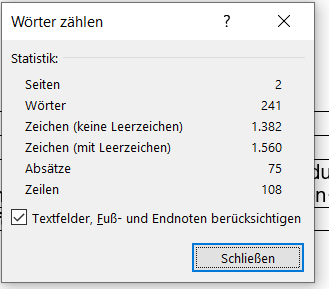 Wörter zählen ? ×
Statistik:
Seiten 2
Wörter 241
Zeichen (keine Leerzeichen) 1.382
Zeichen (mit Leerzeichen) 1.560
Absätze 75
Zeilen 108
Textfelder, Fuß- und Endnoten berücksichtigen
Schließen